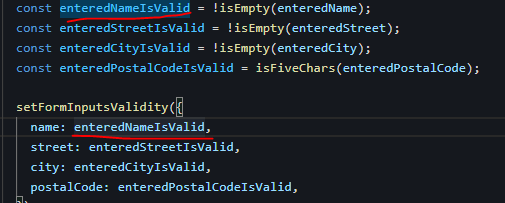 const enteredNameIsValid = !isEmpty(enteredName);
const enteredStreetIsValid = !isEmpty(enteredStreet);
const enteredCityIsValid = !isEmpty(enteredCity);
const enteredPostalCodeIsValid = isFiveChars(enteredPostalCode);
setFormInputsValidity({
name: enteredNameIsValid,
street: enteredStreetIsValid,
city: enteredCityIsValid,
postalCode: enteredPostalCodeIsValid,